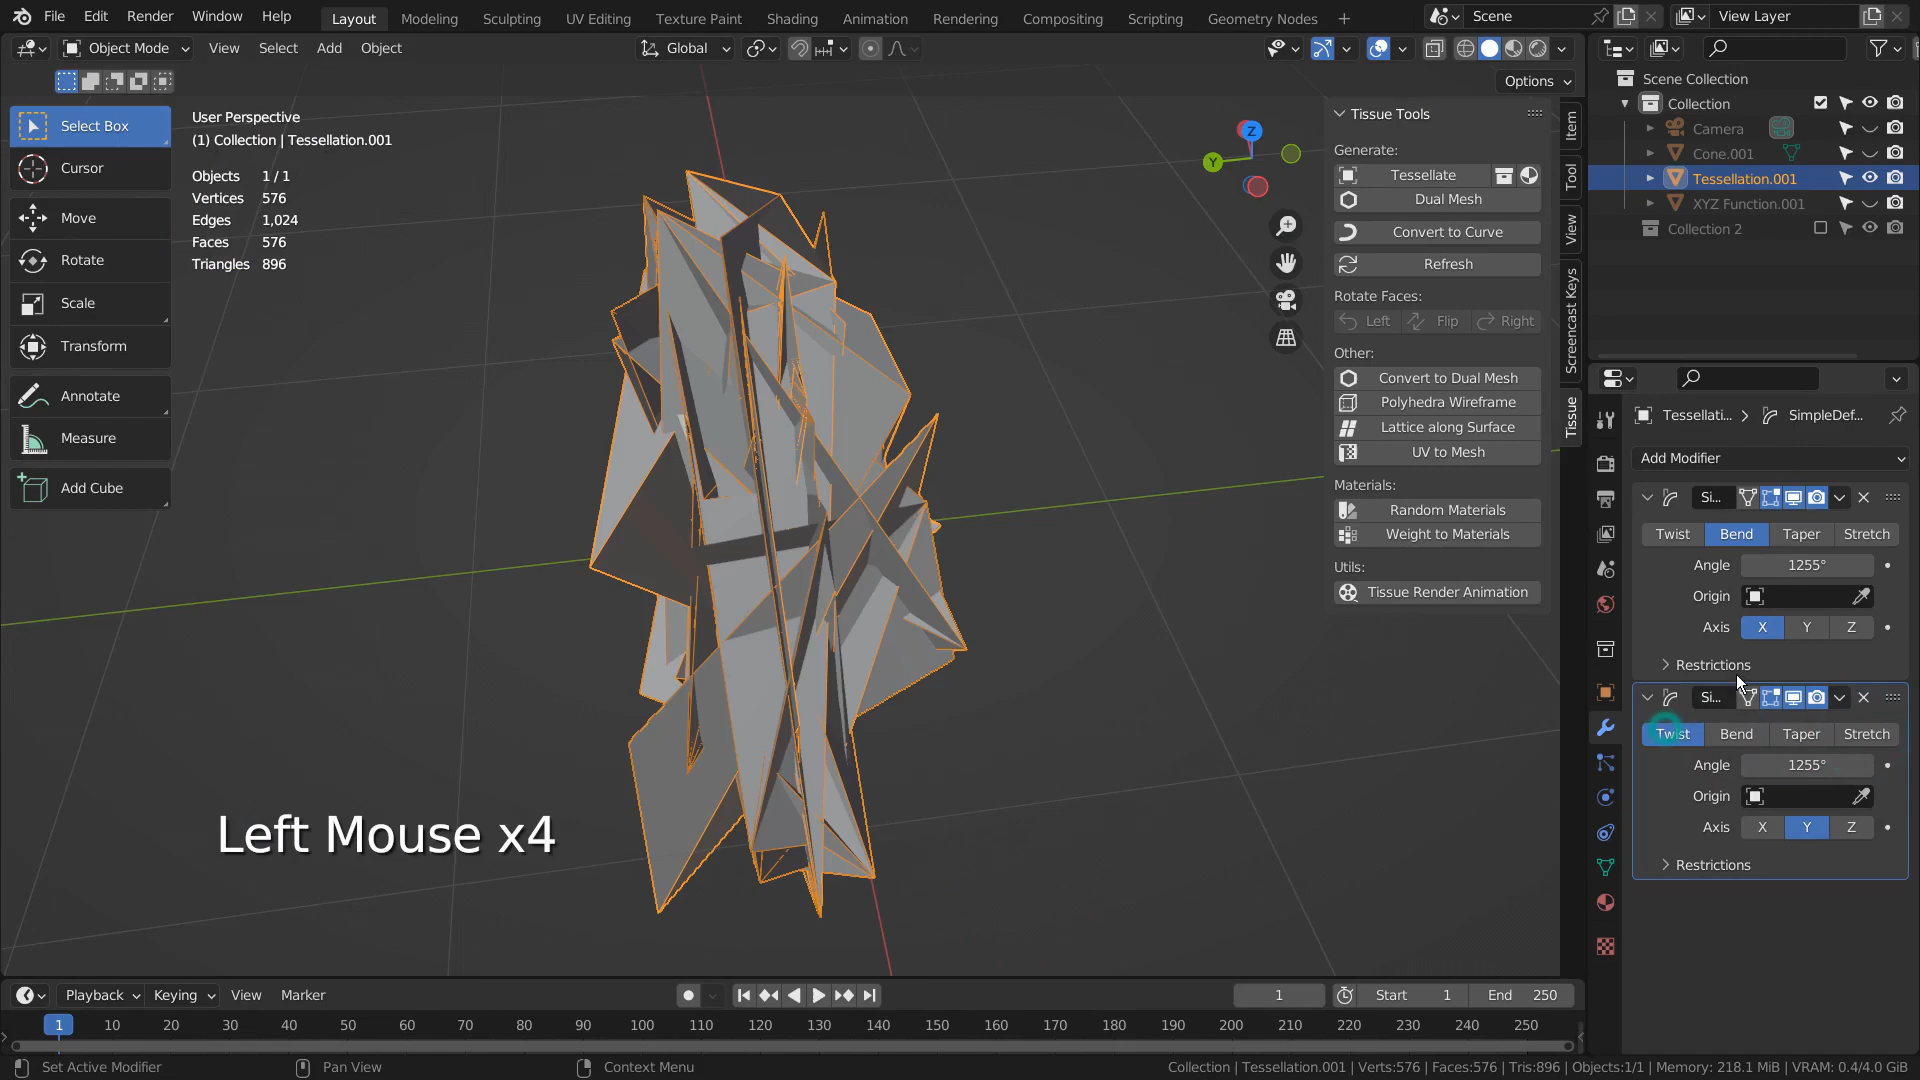 File Edit Render Window Help Layout Modeling Sculpting UV Editing Texture Paint Shading Animation Rendering Compositing Scripting Geometry Nodes + Scene View Layer
Object Mode View Select Add Object Global
Options
Select Box
Cursor
Move
Rotate
Scale
Transform
Annotate
Measure
Add Cube
User Perspective
(1) Collection | Tessellation.001
Objects 1 / 1
Vertices 576
Edges 1,024
Faces 576
Triangles 896
Z
Y
Tissue Tools
Generate:
Tessellate
Dual Mesh
Convert to Curve
Refresh
Rotate Faces:
Left Flip Right
Other:
Convert to Dual Mesh
Polyhedra Wireframe
Lattice along Surface
UV to Mesh
Materials:
Random Materials
Weight to Materials
Utils:
Tissue Render Animation
Item
Tool
View
Screencast Keys
Tissue
Scene Collection
Collection
Camera
Cone.001
Tessellation.001
XYZ Function.001
Collection 2
Tessellati... > SimpleDef...
Add Modifier
Si...
Twist Bend Taper Stretch
Angle 1255°
Origin
Axis X Y Z
Restrictions
Si...
Twist Bend Taper Stretch
Angle 1255°
Origin
Axis X Y Z
Restrictions
Left Mouse x4
Playback Keying View Marker 1 Start 1 End 250
1 10 20 30 40 50 60 70 80 90 100 110 120 130 140 150 160 170 180 190 200 210 220 230 240 250
Set Active Modifier Pan View Context Menu Collection | Tessellation.001 | Verts:576 | Faces:576 | Tris:896 | Objects:1/1 | Memory: 218.1 MiB | VRAM: 0.4/4.0 GiB